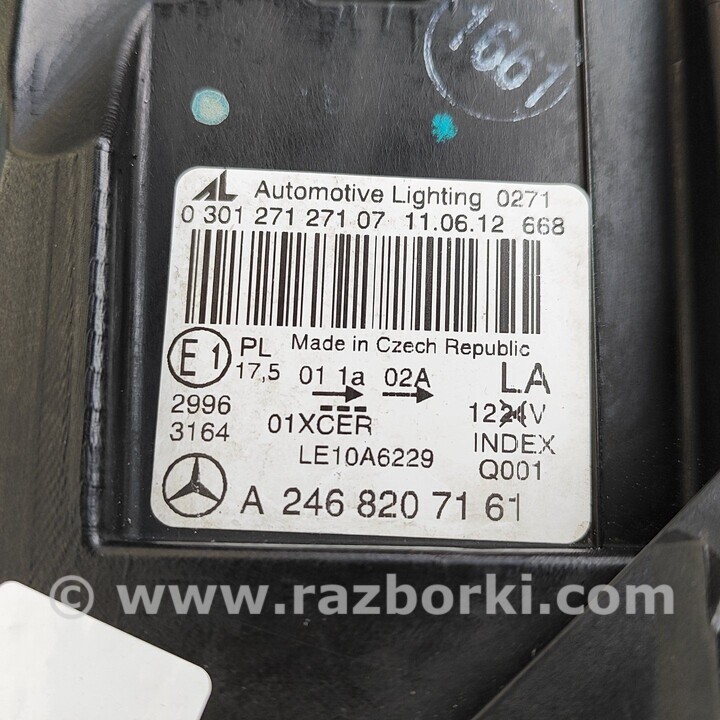 1661
AL Automotive Lighting 0271
0 301 271 271 07 11.06.12 668
Made in Czech Republic
E1 PL 17,5 01 1a 02A LA
2996
3164
01XCER
1224V
INDEX
LE10A6229
Q001
A 246 820 71 61
© www.razborki.com